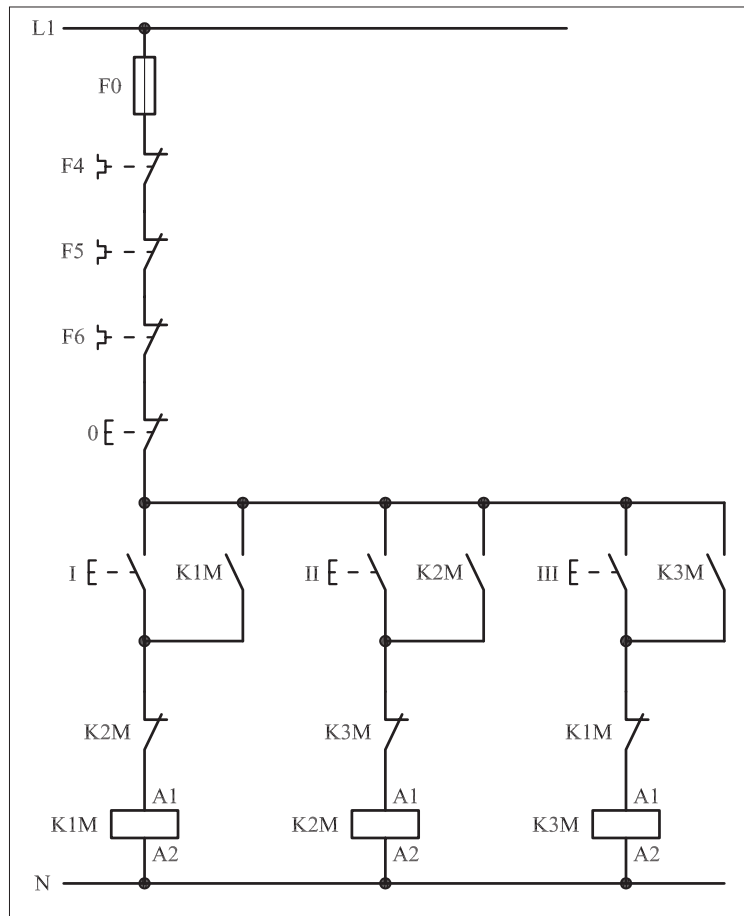 L1
F0
F4
F5
F6
0
I K1M II K2M III K3M
K2M K3M K1M
A1 A1 A1
K1M K2M K3M
A2 A2 A2
N